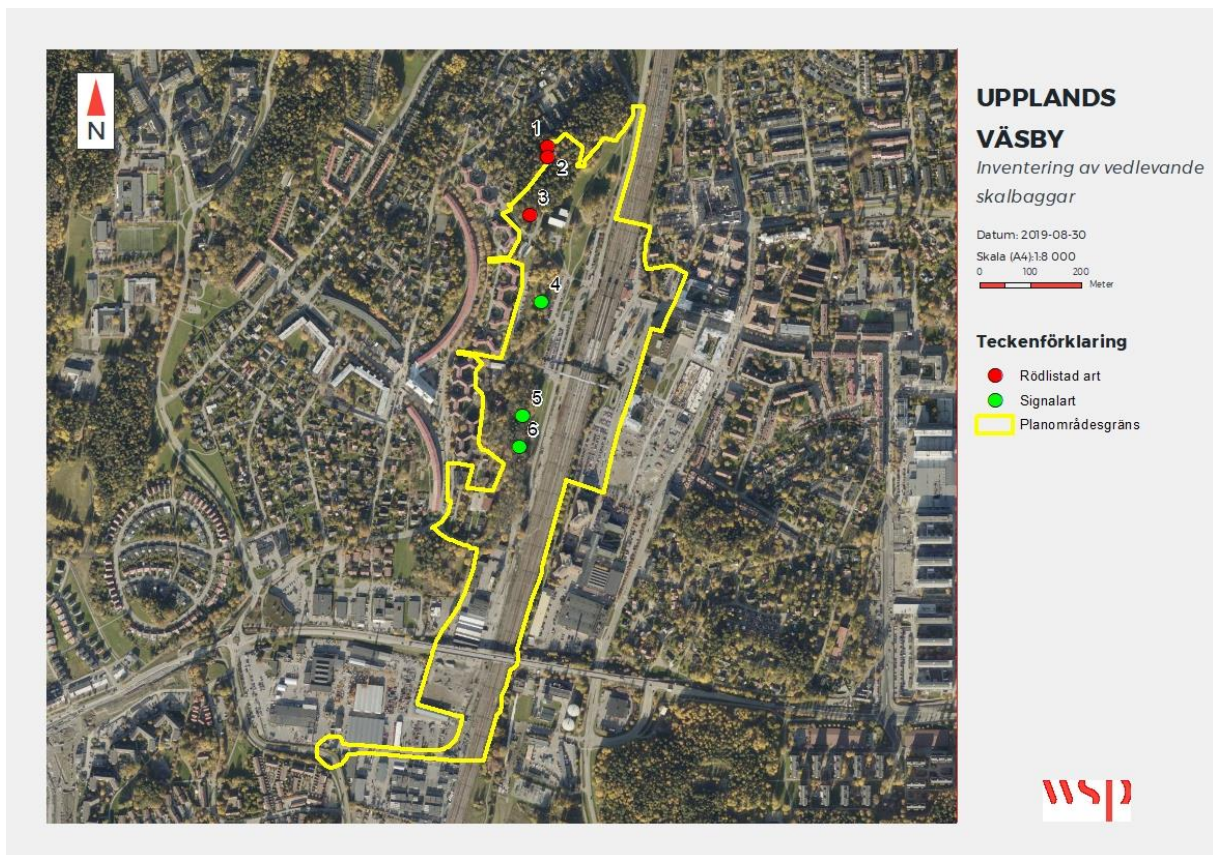 N
1
2
3
4
5
6
UPPLANDS
VÄSBY
Inventering av vedlevande
skalbaggar
Datum: 2019-08-30
Skala (A4):1:8 000
0 100 200
Meter
Teckenförklaring
Rödlistad art
Signalart
Planområdesgräns
wsp